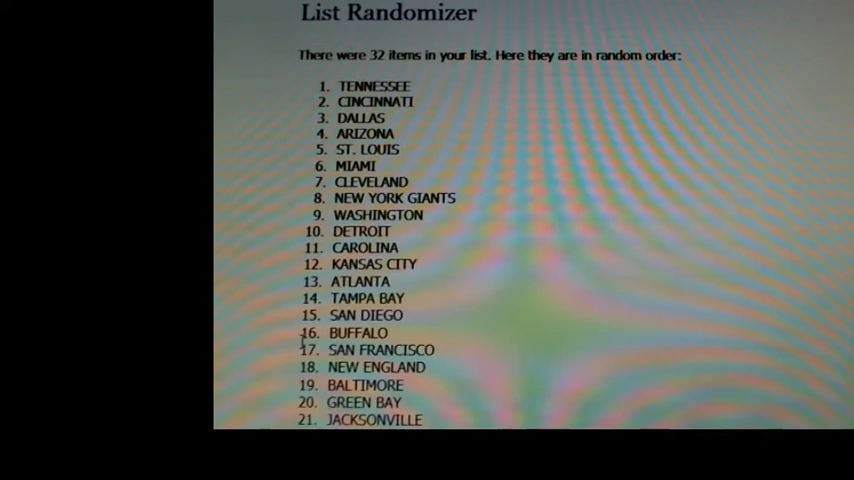 List Randomizer
There were 32 items in your list. Here they are in random order:
1. TENNESSEE
2. CINCINNATI
3. DALLAS
4. ARIZONA
5. ST. LOUIS
6. MIAMI
7. CLEVELAND
8. NEW YORK GIANTS
9. WASHINGTON
10. DETROIT
11. CAROLINA
12. KANSAS CITY
13. ATLANTA
14. TAMPA BAY
15. SAN DIEGO
16. BUFFALO
17. SAN FRANCISCO
18. NEW ENGLAND
19. BALTIMORE
20. GREEN BAY
21. JACKSONVILLE